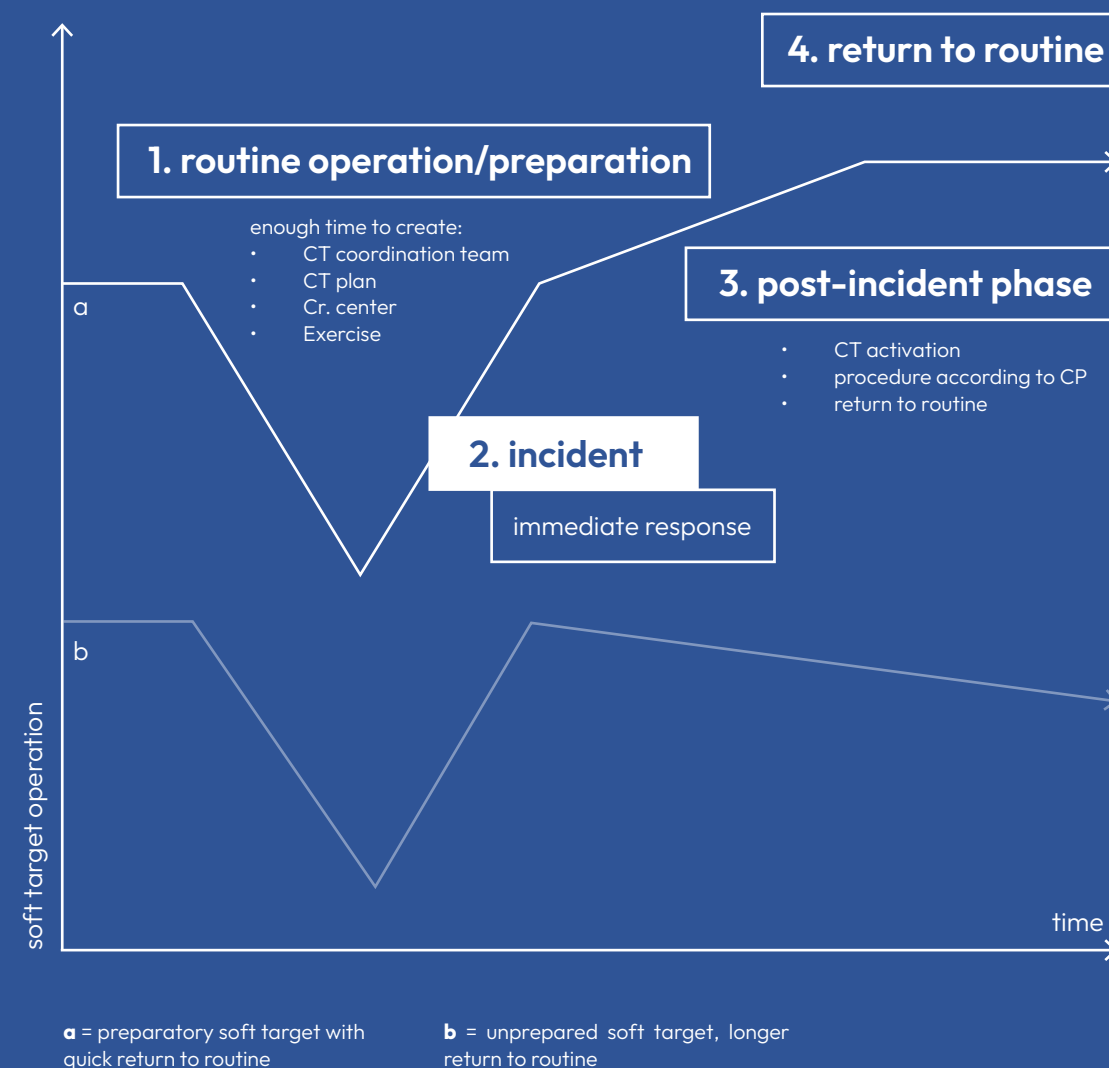 4. return to routine
1. routine operation/preparation
enough time to create:
• CT coordination team
• CT plan
• Cr. center
• Exercise
a
3. post-incident phase
• CT activation
• procedure according to CP
• return to routine
2. incident
immediate response
b
soft target operation
time
a = preparatory soft target with
quick return to routine
b = unprepared soft target, longer
return to routine